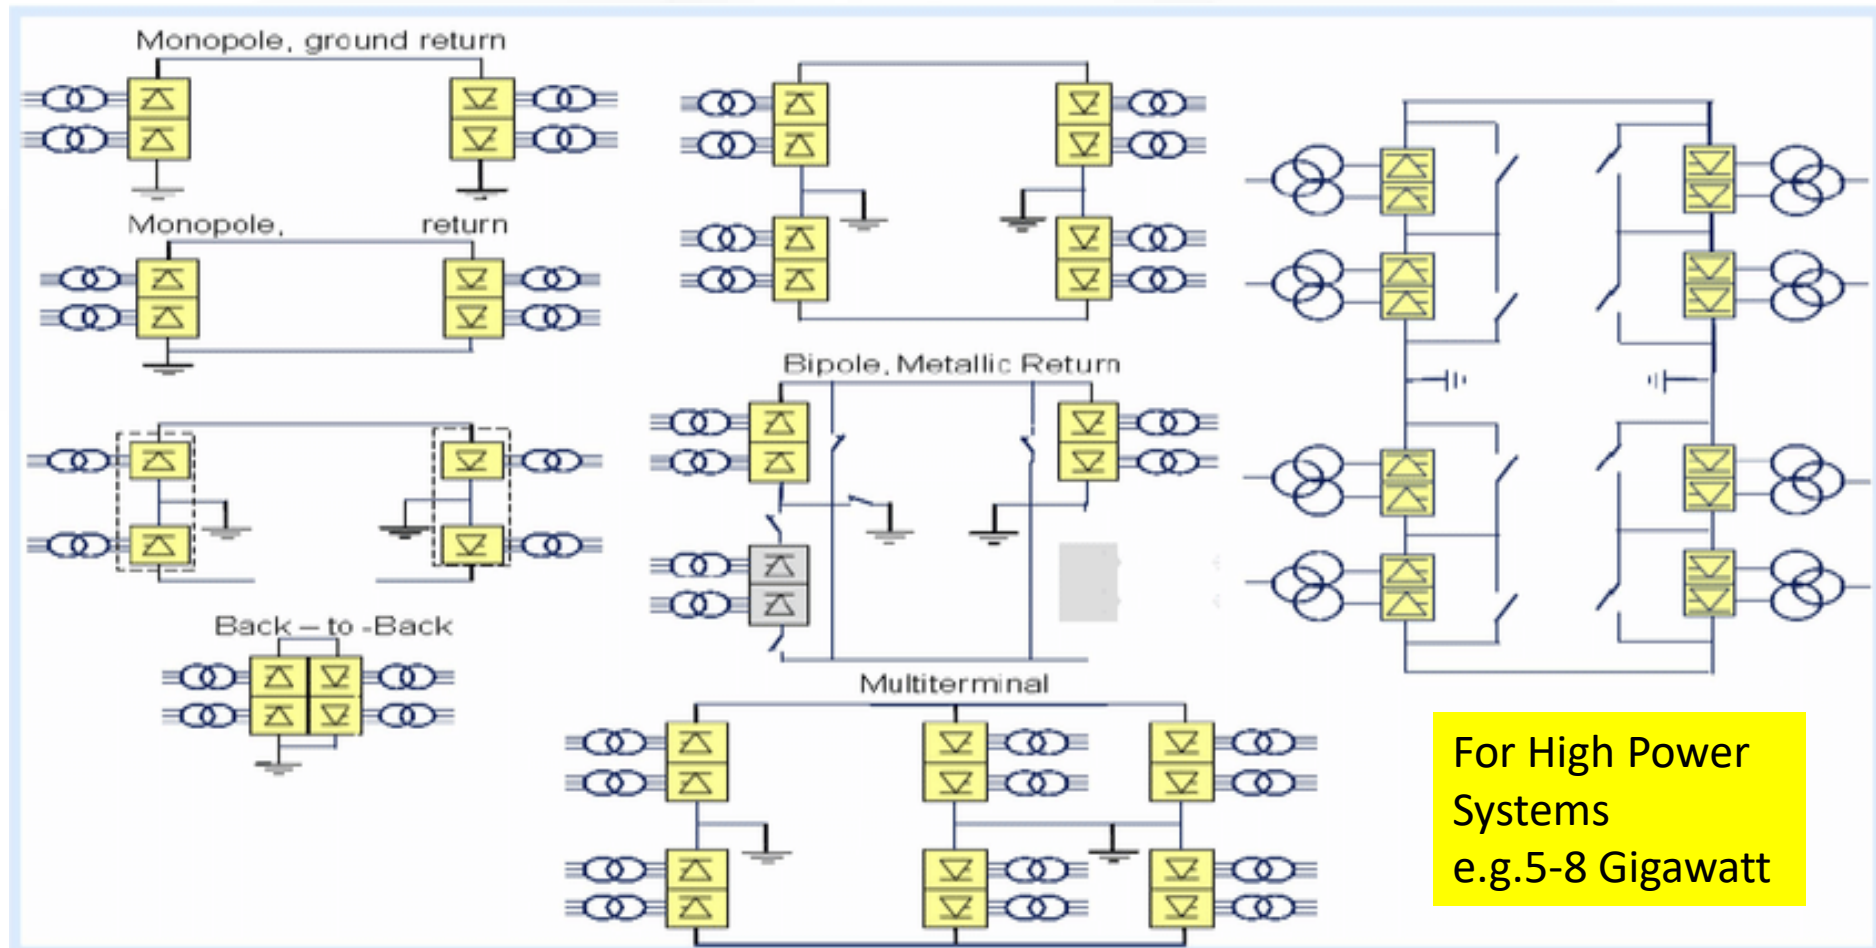 Monopole, ground return
Monopole, return
Back – to -Back
Bipole, Metallic Return
Multiterminal
For High Power
Systems
e.g.5-8 Gigawatt